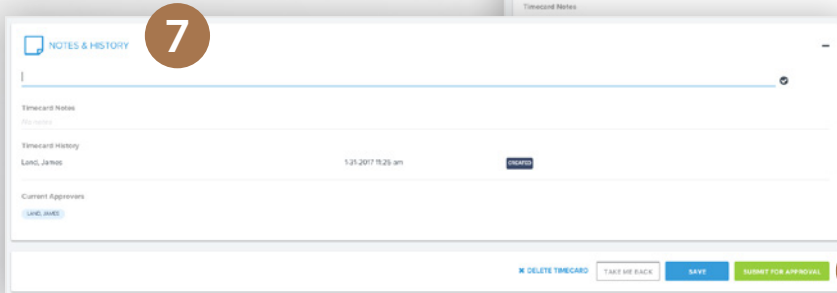 Timecard Notes
NOTES & HISTORY
7
Timecard Notes
No notes
Timecard History
Land, James 1-31-2017 11:25 am CREATED
Current Approvers
LAND, JAMES
✖ DELETE TIMECARD TAKE ME BACK SAVE SUBMIT FOR APPROVAL